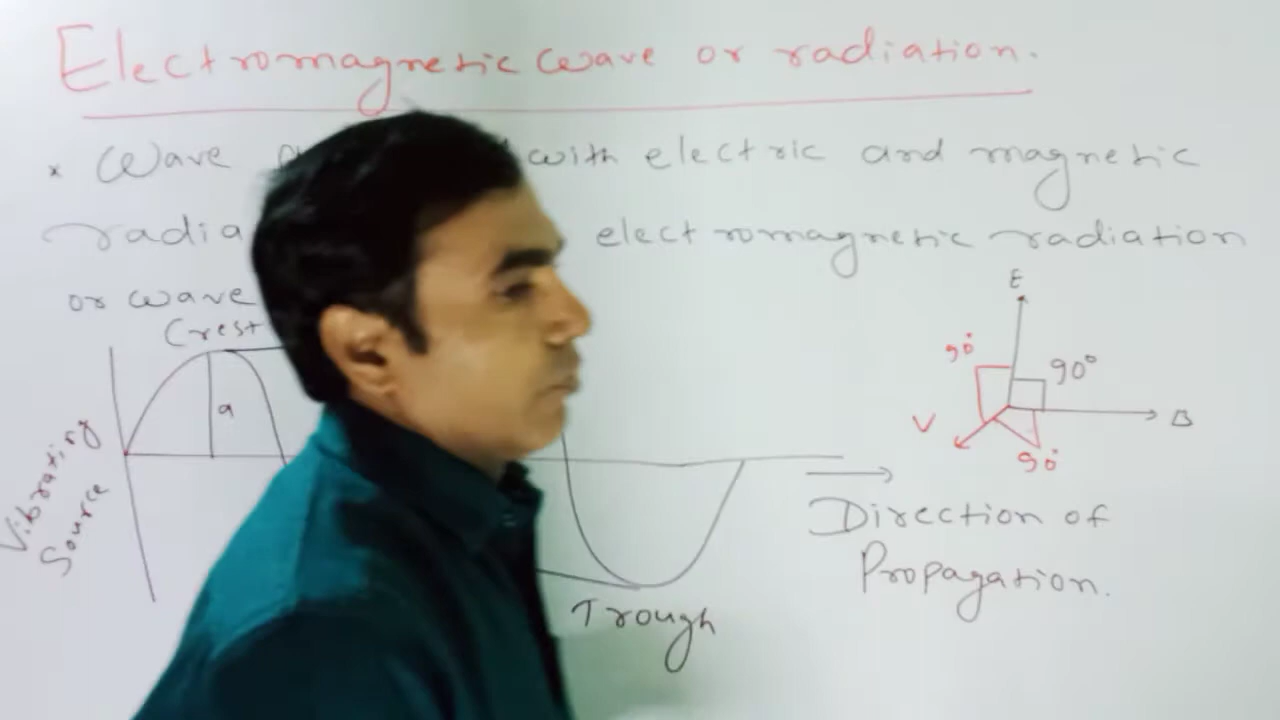 Electromagnetic wave or radiation.
* Wave with electric and magnetic
electromagnetic radiation
or wave
Crest
E
90°
90°
a
V
B
90°
Vibrating
Source
Direction of
Propagation.
Trough